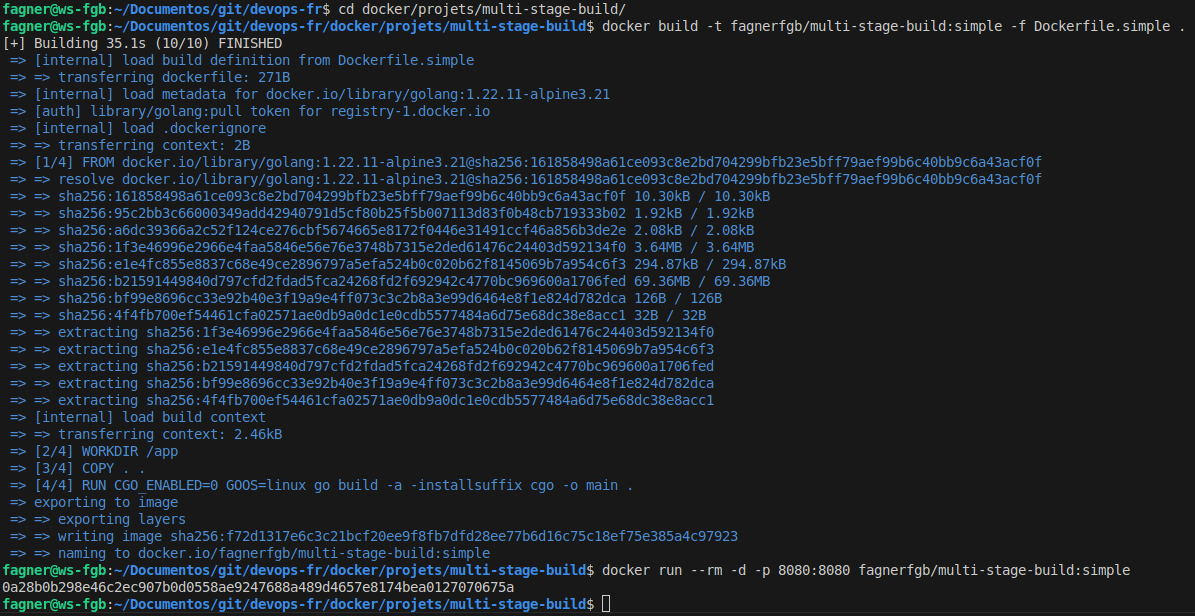 fagner@ws-fgb:~/Documentos/git/devops-fr$ cd docker/projets/multi-stage-build/
fagner@ws-fgb:~/Documentos/git/devops-fr/docker/projets/multi-stage-build$ docker build -t fagnerfgb/multi-stage-build:simple -f Dockerfile.simple .
[+] Building 35.1s (10/10) FINISHED
=> [internal] load build definition from Dockerfile.simple
=> => transferring dockerfile: 271B
=> [internal] load metadata for docker.io/library/golang:1.22.11-alpine3.21
=> [auth] library/golang:pull token for registry-1.docker.io
=> [internal] load .dockerignore
=> => transferring context: 2B
=> [1/4] FROM docker.io/library/golang:1.22.11-alpine3.21@sha256:161858498a61ce093c8e2bd704299bfb23e5bff79aef99b6c40bb9c6a43acf0f
=> => resolve docker.io/library/golang:1.22.11-alpine3.21@sha256:161858498a61ce093c8e2bd704299bfb23e5bff79aef99b6c40bb9c6a43acf0f
=> => sha256:161858498a61ce093c8e2bd704299bfb23e5bff79aef99b6c40bb9c6a43acf0f 10.30kB / 10.30kB
=> => sha256:95c2bb3c66000349add42940791d5cf80b25f5b007113d83f0b48cb719333b02 1.92kB / 1.92kB
=> => sha256:a6dc39366a2c52f124ce276cbf5674665e8172f0446e31491ccf46a856b3de2e 2.08kB / 2.08kB
=> => sha256:1f3e46996e2966e4faa5846e56e76e3748b7315e2ded61476c24403d592134f0 3.64MB / 3.64MB
=> => sha256:e1e4fc855e8837c68e49ce2896797a5efa524b0c020b62f8145069b7a954c6f3 294.87kB / 294.87kB
=> => sha256:b21591449840d797cfd2fdad5fca24268fd2f692942c4770bc969600a1706fed 69.36MB / 69.36MB
=> => sha256:bf99e8696cc33e92b40e3f19a9e4ff073c3c2b8a3e99d6464e8f1e824d782dca 126B / 126B
=> => sha256:4f4fb700ef54461cfa02571ae0db9a0dc1e0cdb5577484a6d75e68dc38e8acc1 32B / 32B
=> => extracting sha256:1f3e46996e2966e4faa5846e56e76e3748b7315e2ded61476c24403d592134f0
=> => extracting sha256:e1e4fc855e8837c68e49ce2896797a5efa524b0c020b62f8145069b7a954c6f3
=> => extracting sha256:b21591449840d797cfd2fdad5fca24268fd2f692942c4770bc969600a1706fed
=> => extracting sha256:bf99e8696cc33e92b40e3f19a9e4ff073c3c2b8a3e99d6464e8f1e824d782dca
=> => extracting sha256:4f4fb700ef54461cfa02571ae0db9a0dc1e0cdb5577484a6d75e68dc38e8acc1
=> [internal] load build context
=> => transferring context: 2.46kB
=> [2/4] WORKDIR /app
=> [3/4] COPY . .
=> [4/4] RUN CGO_ENABLED=0 GOOS=linux go build -a -installsuffix cgo -o main .
=> exporting to image
=> => exporting layers
=> => writing image sha256:f72d1317e6c3c21bcf20ee9f8fb7dfd28ee77b6d16c75c18ef75e385a4c97923
=> => naming to docker.io/fagnerfgb/multi-stage-build:simple
fagner@ws-fgb:~/Documentos/git/devops-fr/docker/projets/multi-stage-build$ docker run --rm -d -p 8080:8080 fagnerfgb/multi-stage-build:simple
0a28b0b298e46c2ec907b0d0558ae9247688a489d4657e8174bea0127070675a
fagner@ws-fgb:~/Documentos/git/devops-fr/docker/projets/multi-stage-build$